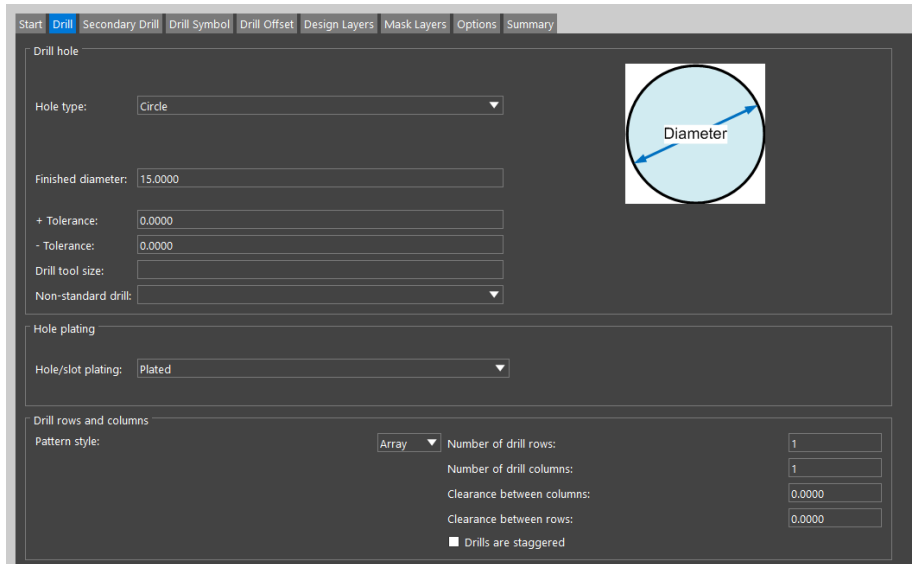 Start Drill Secondary Drill Drill Symbol Drill Offset Design Layers Mask Layers Options Summary
Drill hole
Hole type: Circle
Diameter
Finished diameter: 15.0000
+ Tolerance: 0.0000
- Tolerance: 0.0000
Drill tool size:
Non-standard drill:
Hole plating
Hole/slot plating: Plated
Drill rows and columns
Pattern style: Array Number of drill rows: 1
Number of drill columns: 1
Clearance between columns: 0.0000
Clearance between rows: 0.0000
Drills are staggered